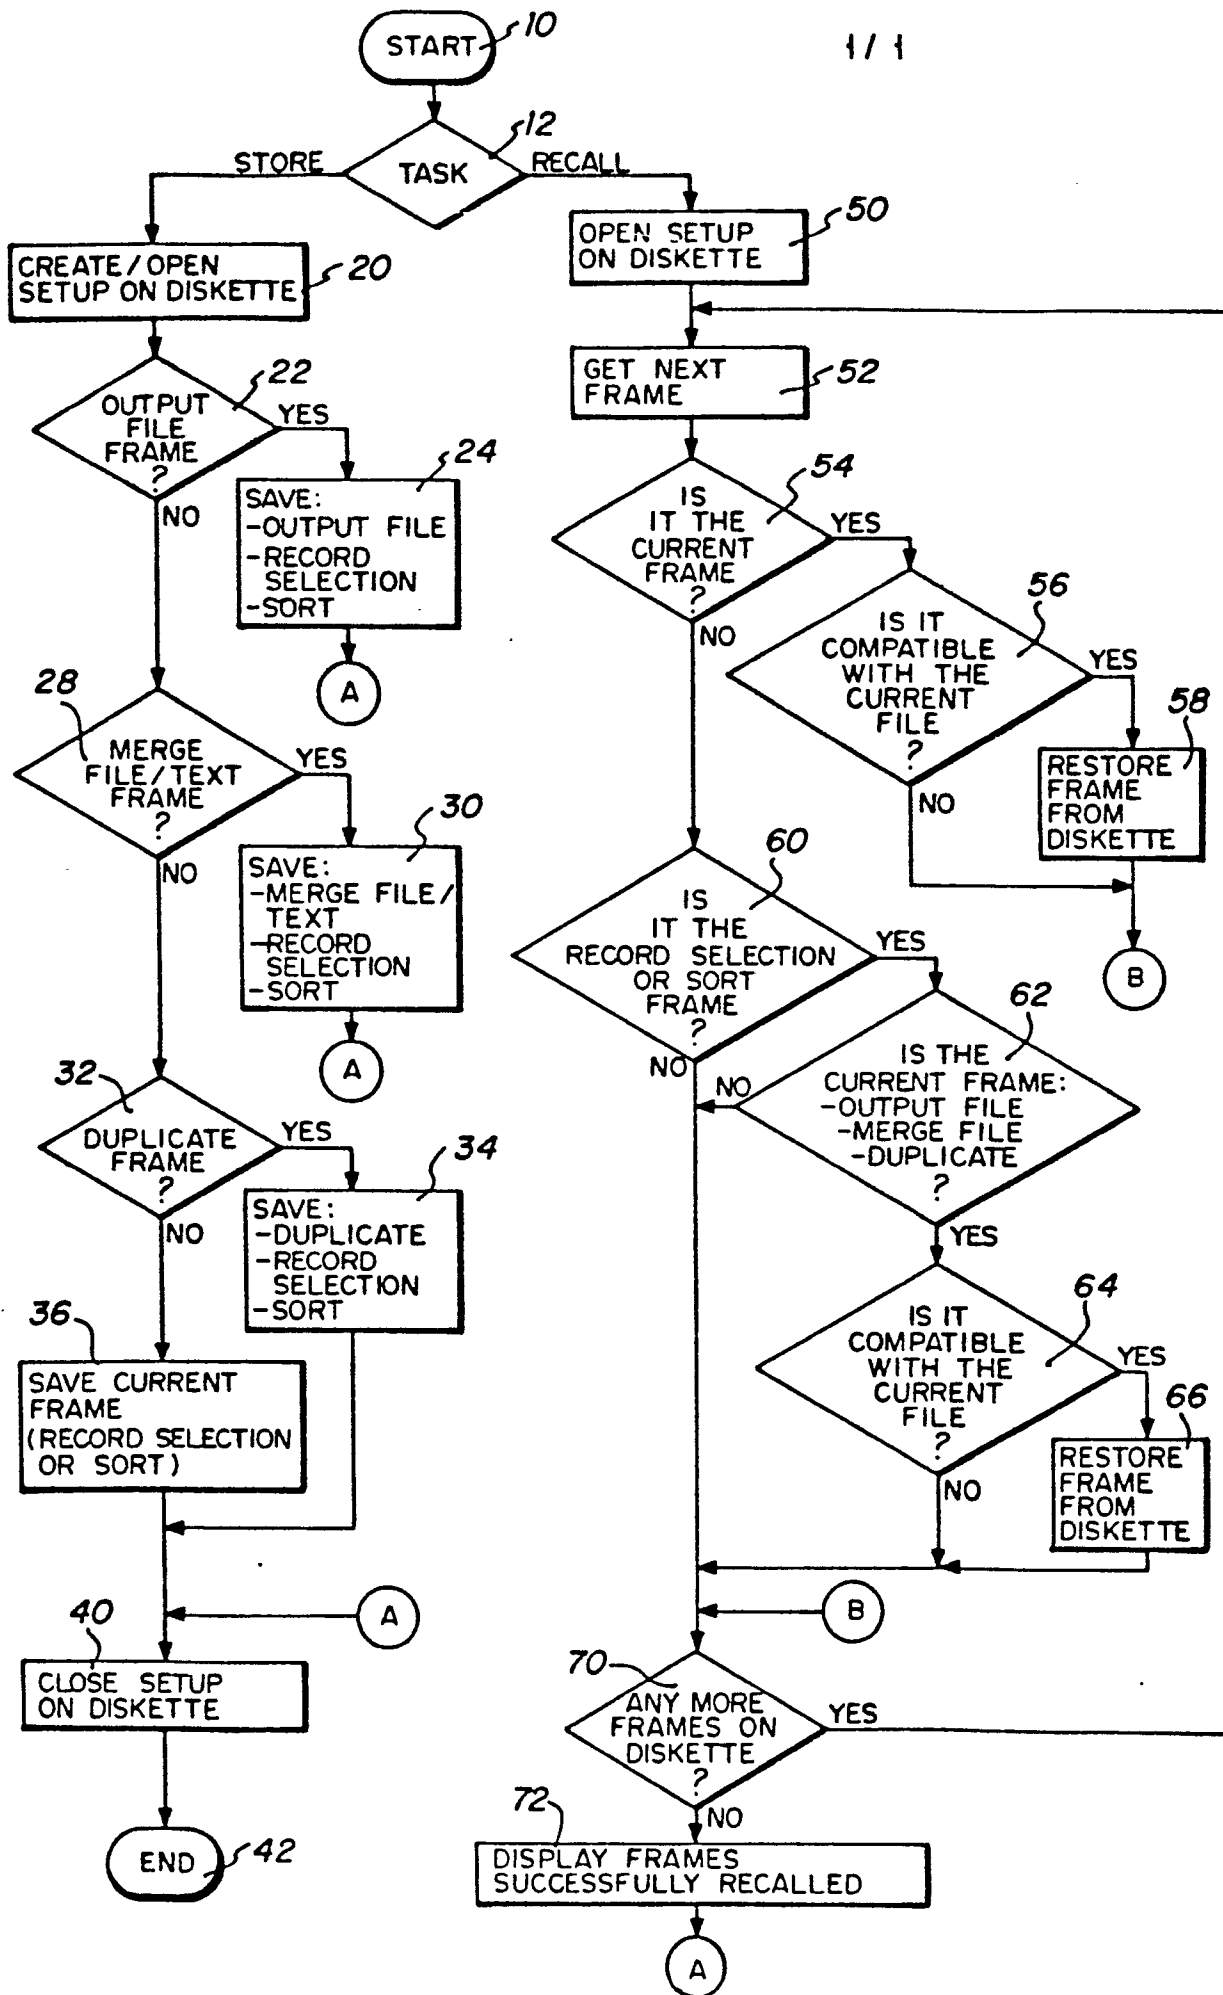 1/1
START
10
12
TASK
STORE
RECALL
CREATE/OPEN
SETUP ON DISKETTE
20
OUTPUT
FILE
FRAME
?
22
YES
NO
24
SAVE:
-OUTPUT FILE
-RECORD
SELECTION
-SORT
A
28
MERGE
FILE/TEXT
FRAME
?
YES
NO
30
SAVE:
-MERGE FILE/
TEXT
-RECORD
SELECTION
-SORT
A
32
DUPLICATE
FRAME
?
YES
NO
34
SAVE:
-DUPLICATE
-RECORD
SELECTION
-SORT
36
SAVE CURRENT
FRAME
(RECORD SELECTION
OR SORT)
A
40
CLOSE SETUP
ON DISKETTE
END
42
50
OPEN SETUP
ON DISKETTE
GET NEXT
FRAME
52
54
IS
IT THE
CURRENT
FRAME
?
YES
NO
56
IS IT
COMPATIBLE
WITH THE
CURRENT
FILE
?
YES
NO
58
RESTORE
FRAME
FROM
DISKETTE
B
60
IS
IT THE
RECORD SELECTION
OR SORT
FRAME
?
YES
NO
62
IS THE
CURRENT FRAME:
-OUTPUT FILE
-MERGE FILE
-DUPLICATE
?
NO
YES
64
IS IT
COMPATIBLE
WITH THE
CURRENT
FILE
?
YES
NO
66
RESTORE
FRAME
FROM
DISKETTE
B
70
ANY MORE
FRAMES ON
DISKETTE
?
YES
NO
72
DISPLAY FRAMES
SUCCESSFULLY RECALLED
A